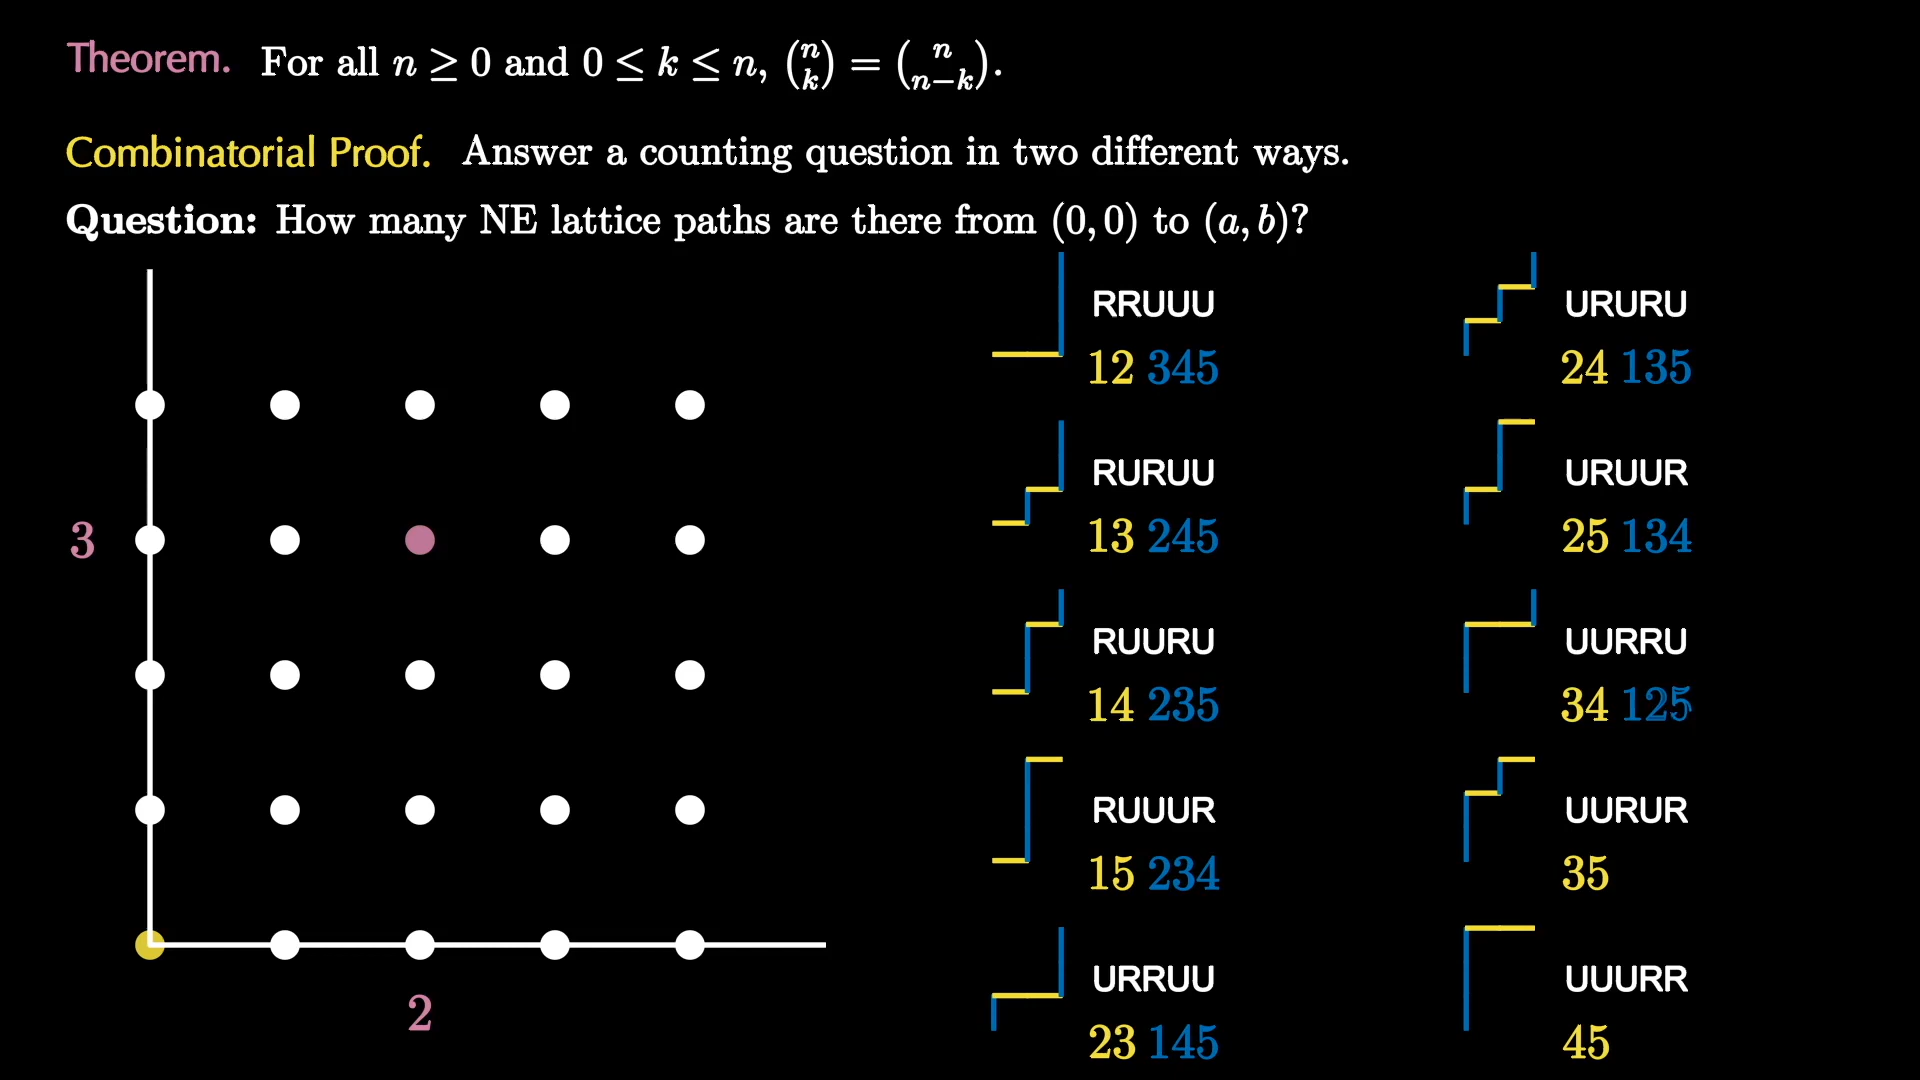 Theorem. For all n ≥ 0 and 0 ≤ k ≤ n, \binom{n}{k} = \binom{n}{n-k}.
Combinatorial Proof. Answer a counting question in two different ways.
Question: How many NE lattice paths are there from (0, 0) to (a, b)?
3
2
RRUUU
12 345
RURUU
13 245
RUURU
14 235
RUUUR
15 234
URRUU
23 145
URURU
24 135
URUUR
25 134
UURRU
34 125
UURUR
35
UUURR
45